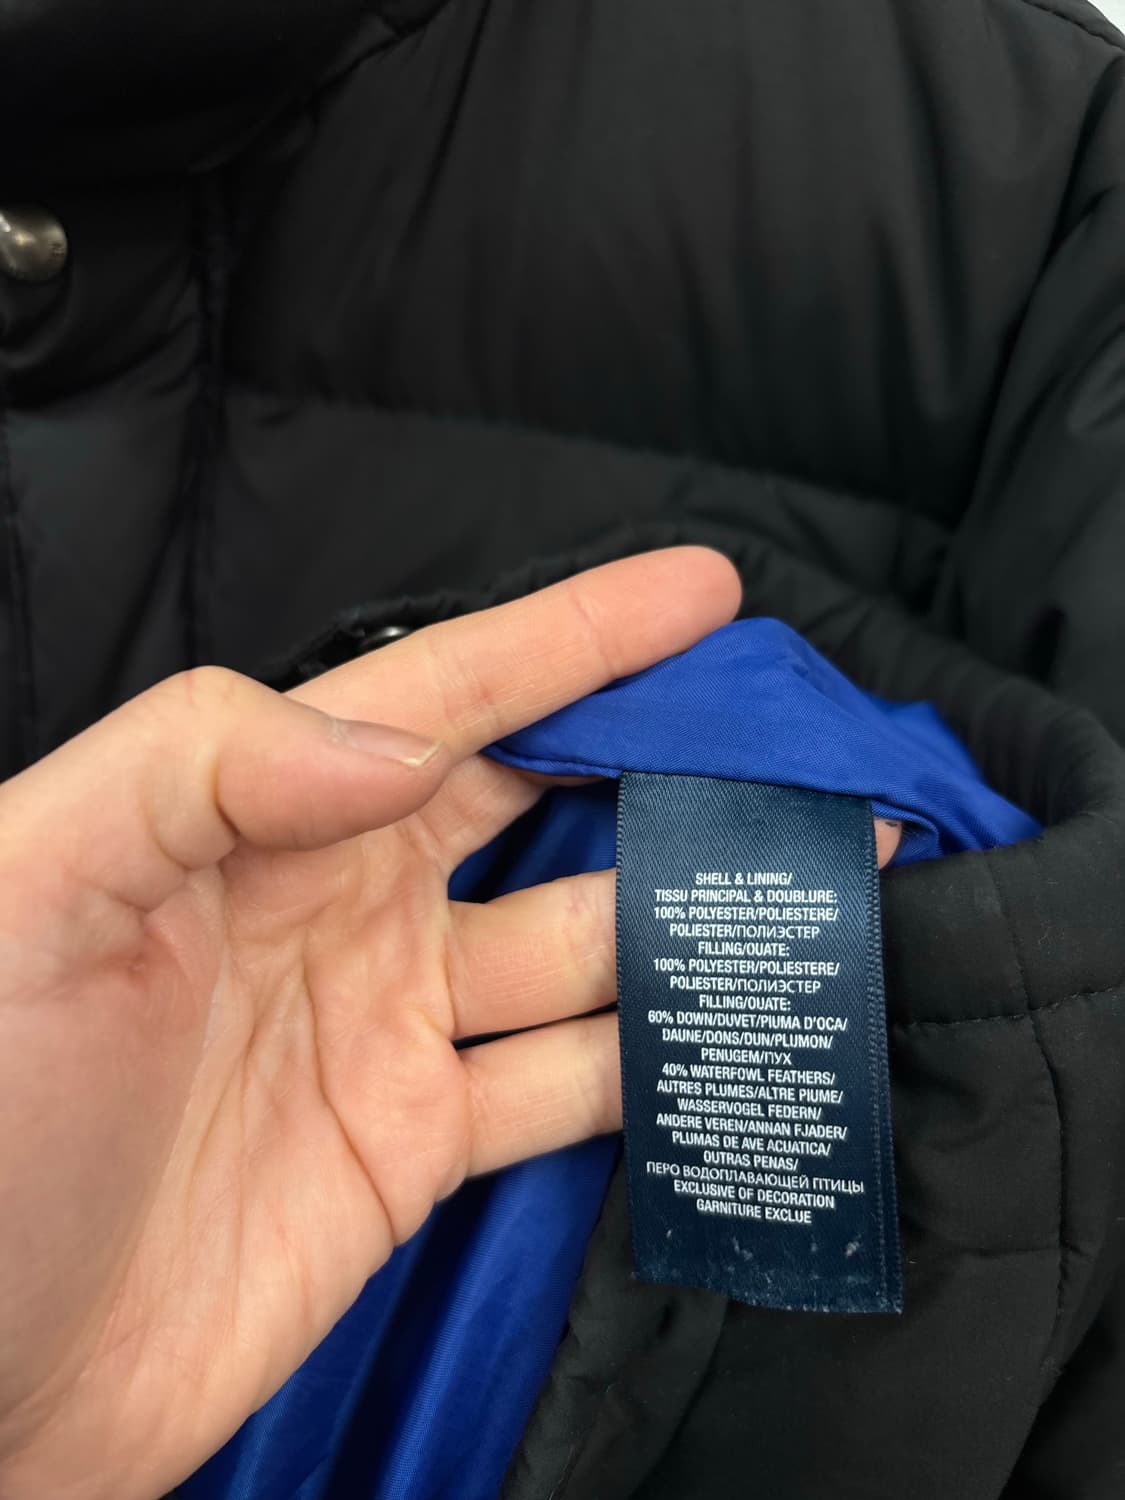 SHELL & LINING/
TISSU PRINCIPAL & DOUBLURE:
100% POLYESTER/POLIESTERE/
POLIESTER/ПОЛИЭСТЕР
FILLING/OUATE:
100% POLYESTER/POLIESTERE/
POLIESTER/ПОЛИЭСТЕР
FILLING/OUATE:
60% DOWN/DUVET/PIUMA D'OCA/
DAUNE/DONS/DUN/PLUMON/
PENUGEM/ПУХ
40% WATERFOWL FEATHERS/
AUTRES PLUMES/ALTRE PIUME/
WASSERVOGEL FEDERN/
ANDERE VEREN/ANNAN FJADER/
PLUMAS DE AVE ACUATICA/
OUTRAS PENAS/
ПЕРО ВОДОПЛАВАЮЩЕЙ ПТИЦЫ
EXCLUSIVE OF DECORATION
GARNITURE EXCLUE